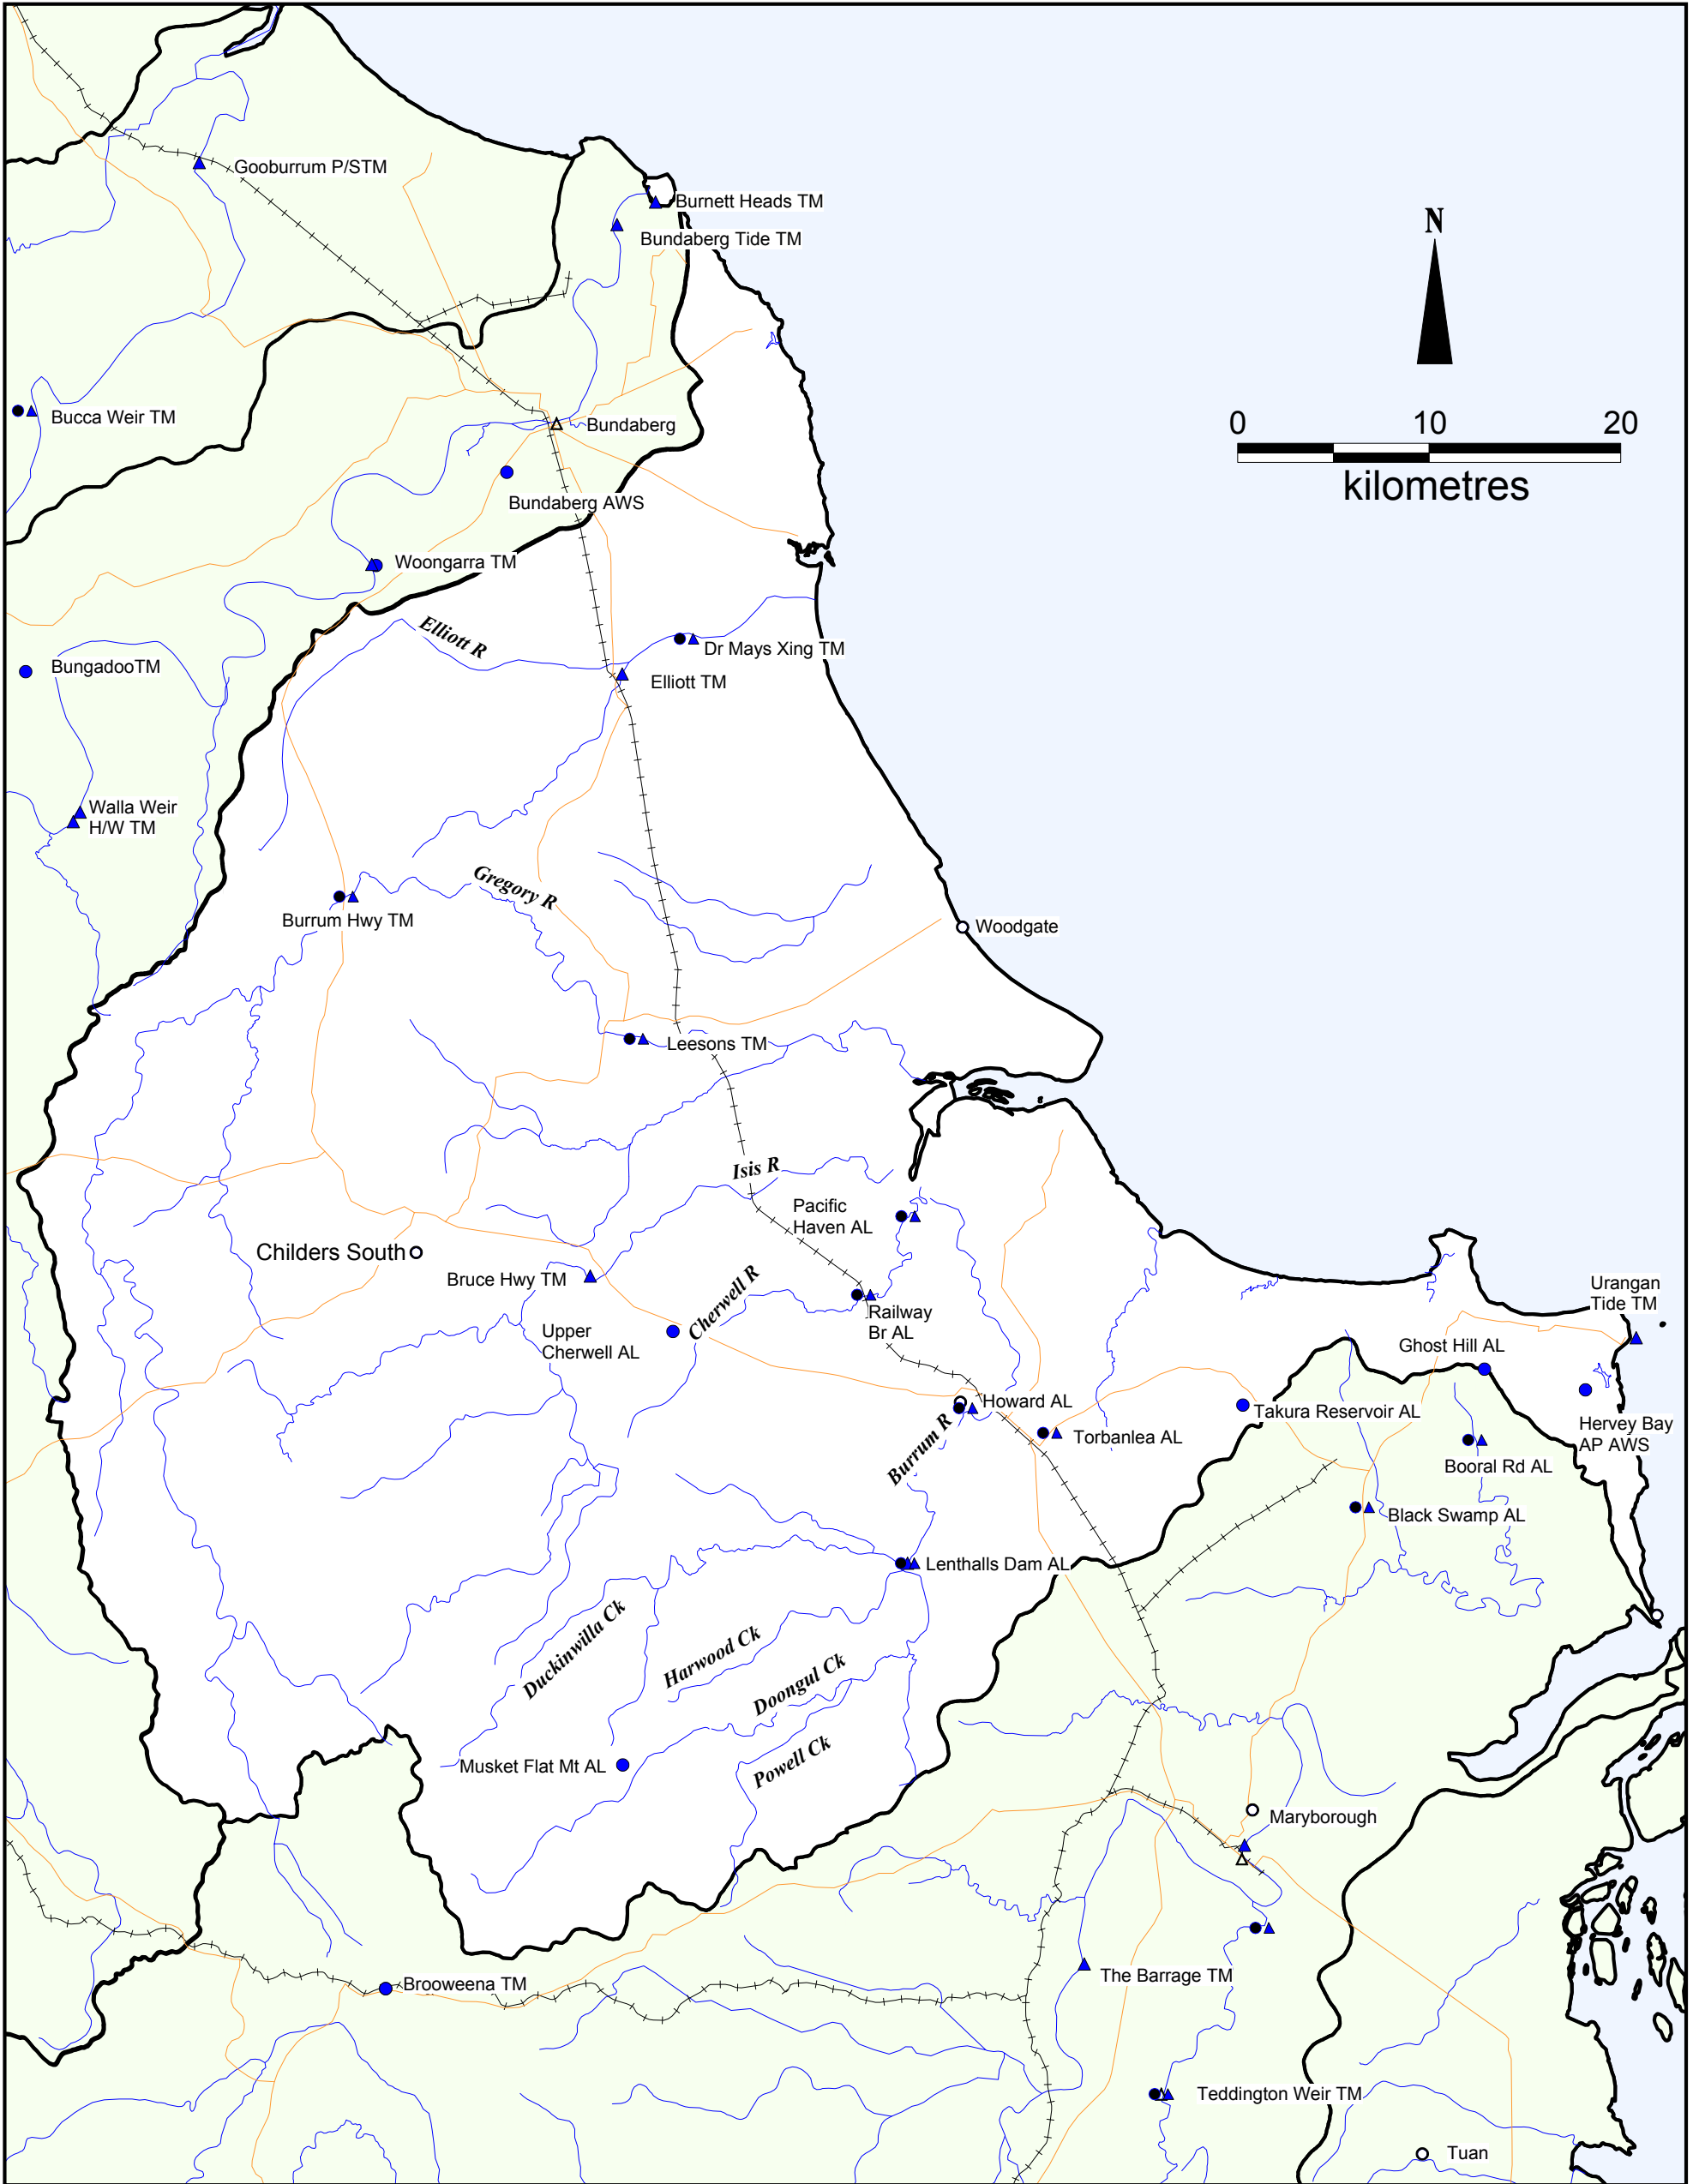 Gooburrum P/STM
Burnett Heads TM
Bundaberg Tide TM
N
0 10 20
kilometres
Bucca Weir TM
Bundaberg
Bundaberg AWS
Woongarra TM
Elliott R
Dr Mays Xing TM
BungadooTM
Elliott TM
Walla Weir
H/W TM
Gregory R
Burrum Hwy TM
Woodgate
Leesons TM
Isis R
Pacific
Haven AL
Childers South
Bruce Hwy TM
Cherwell R
Urangan
Tide TM
Railway
Br AL
Upper
Cherwell AL
Ghost Hill AL
Howard AL
Takura Reservoir AL
Hervey Bay
AP AWS
Torbanlea AL
Burrum R
Booral Rd AL
Black Swamp AL
Lenthalls Dam AL
Duckinwilla Ck
Harwood Ck
Doongul Ck
Powell Ck
Musket Flat Mt AL
Maryborough
The Barrage TM
Brooweena TM
Teddington Weir TM
Tuan